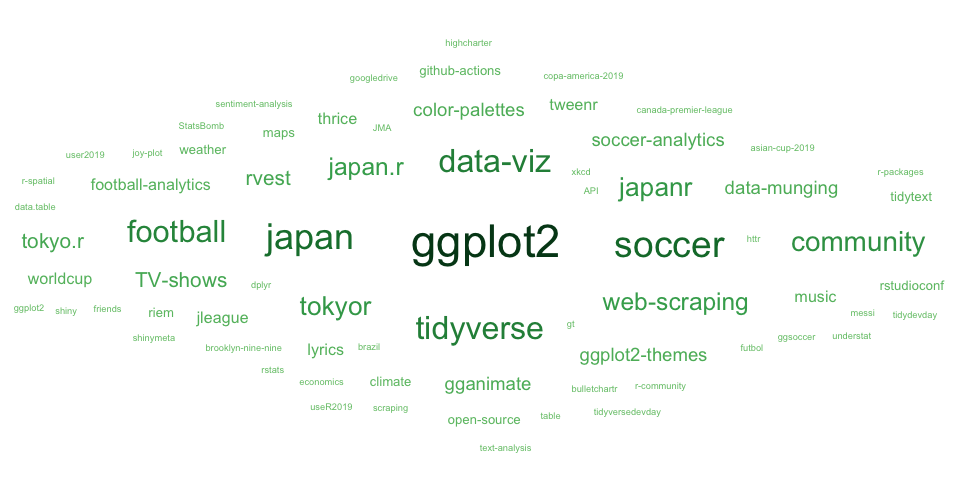 highcharter
github-actions
googledrive
copa-america-2019
sentiment-analysis
color-palettes
tweenr
canada-premier-league
thrice
StatsBomb
JMA
maps
soccer-analytics
user2019
joy-plot
weather
asian-cup-2019
japan.r
data-viz
xkcd
r-packages
r-spatial
football-analytics
rvest
API
japanr
data-munging
tidytext
data.table
tokyo.r
football
japan
ggplot2
soccer
httr
community
worldcup
TV-shows
dplyr
rstudioconf
ggplot2
shiny
friends
riem
jleague
tokyor
web-scraping
music
messi
tidydevday
shinymeta
tidyverse
gt
ggsoccer
understat
brooklyn-nine-nine
lyrics
brazil
ggplot2-themes
futbol
rstats
economics
climate
gganimate
bulletchartr
r-community
useR2019
scraping
open-source
table
tidyversedevday
text-analysis